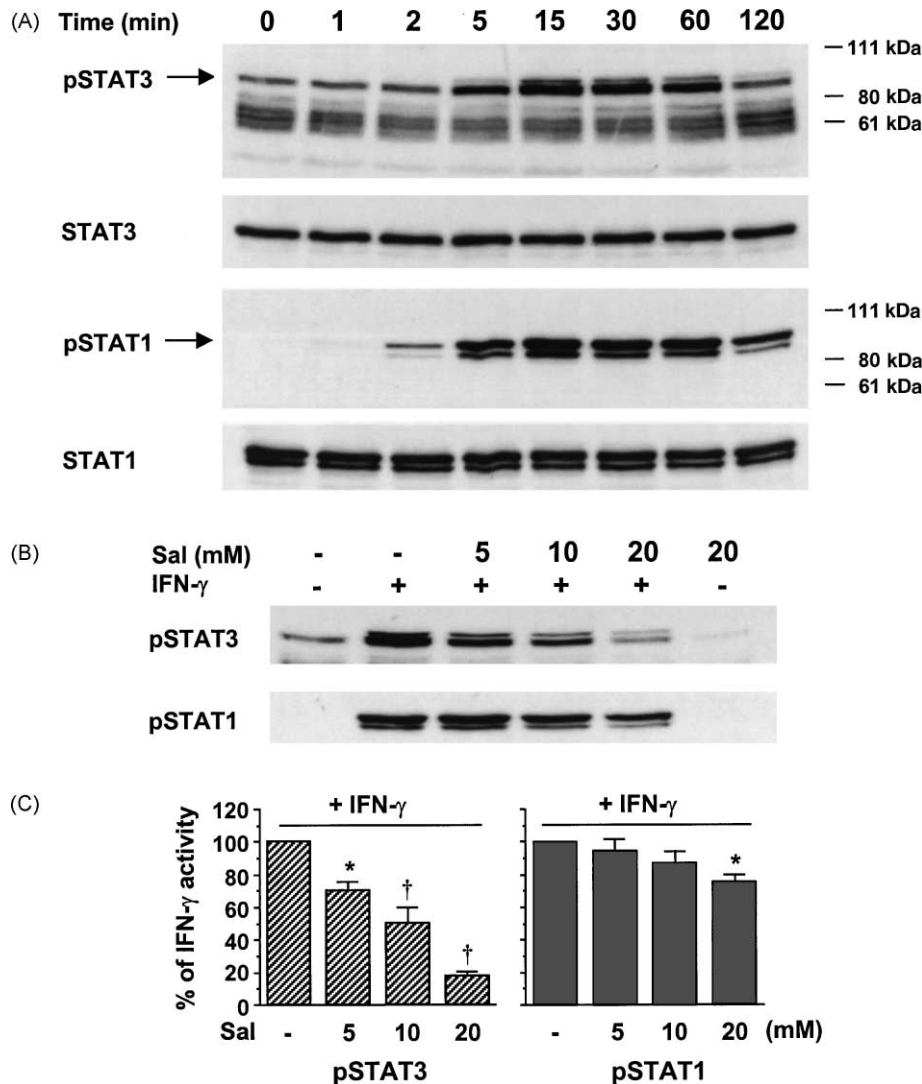 (A) Time (min) 0 1 2 5 15 30 60 120
111 kDa
pSTAT3
80 kDa
61 kDa
STAT3
111 kDa
pSTAT1
80 kDa
61 kDa
STAT1
(B) Sal (mM) - - 5 10 20 20
IFN-γ - + + + + -
pSTAT3
pSTAT1
(C)
% of IFN-γ activity
120
100
80
60
40
20
0
+ IFN-γ
* † †
Sal - 5 10 20
pSTAT3
+ IFN-γ
*
- 5 10 20 (mM)
pSTAT1